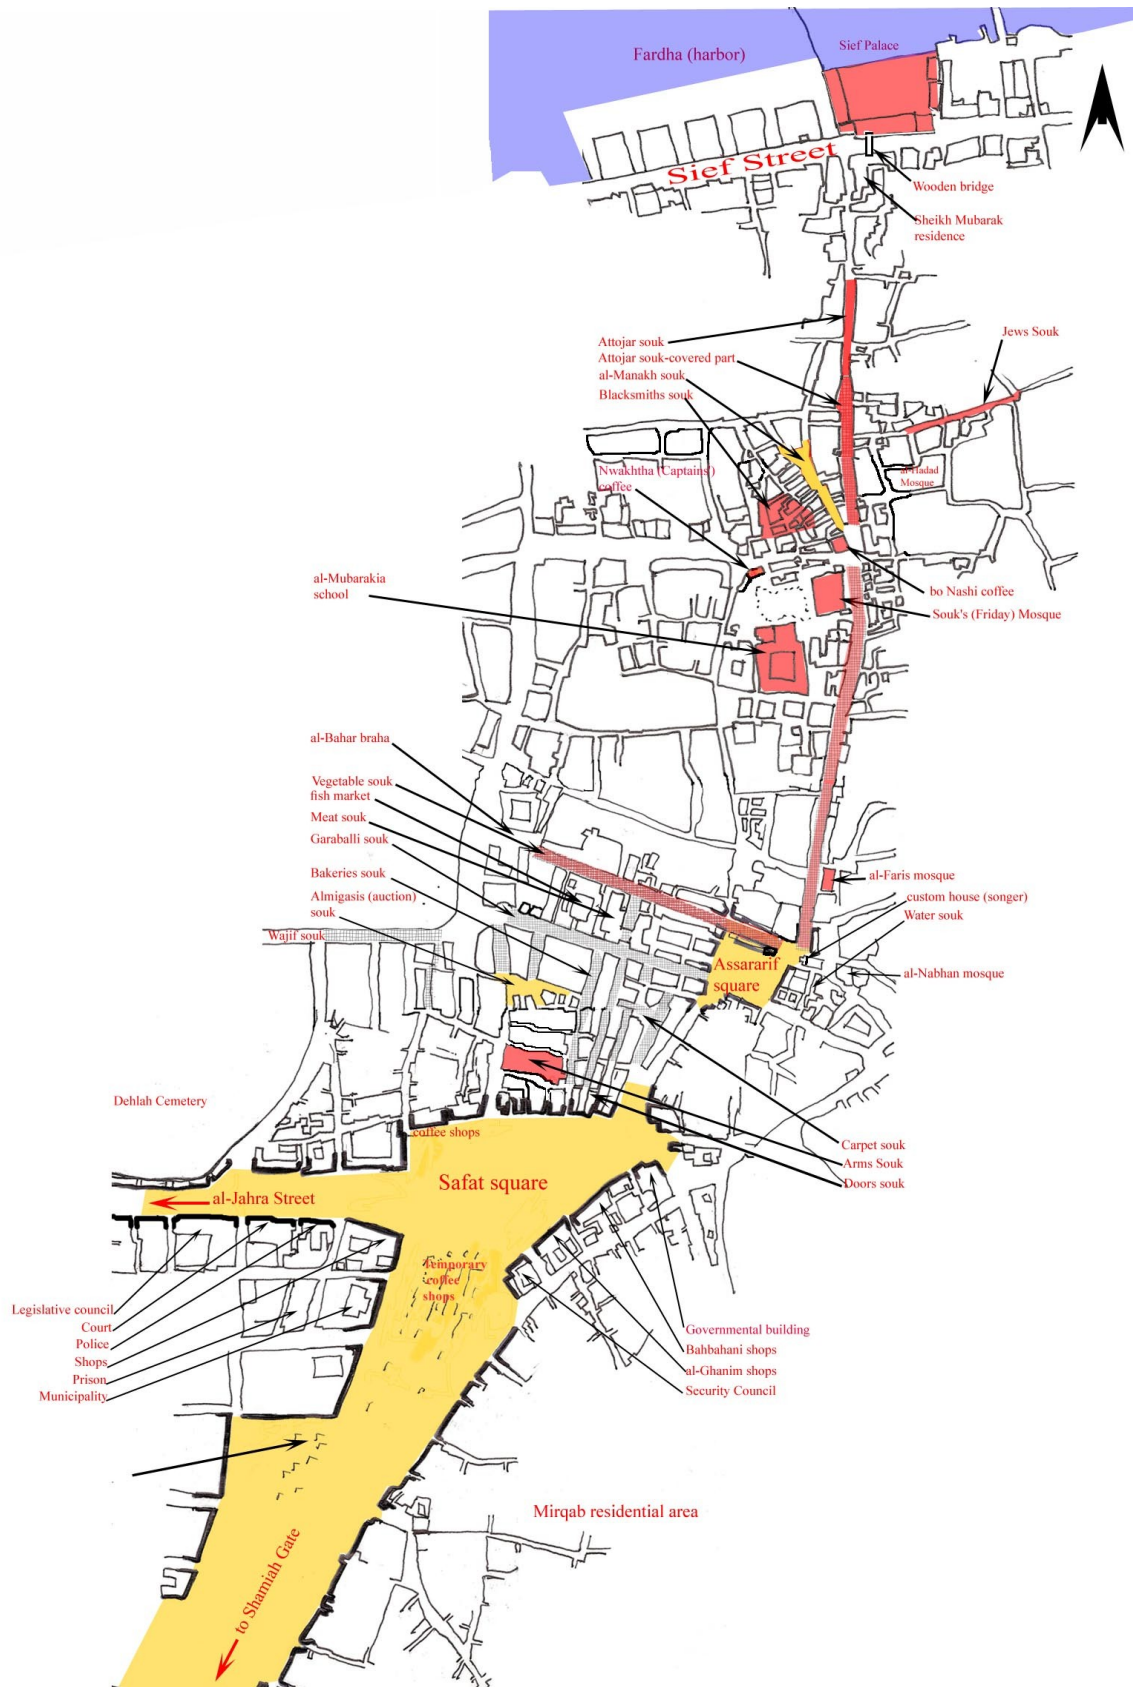 Fardha (harbor)
Sief Palace
Sief Street
Wooden bridge
Sheikh Mubarak
residence
Attojar souk
Attojar souk-covered part
al-Manakh souk
Blacksmiths souk
Jews Souk
Nwakhtha (Captains')
coffee
al-Hadad
Mosque
al-Mubarakia
school
bo Nashi coffee
Souk's (Friday) Mosque
al-Bahar braha
Vegetable souk
fish market
Meat souk
Garaballi souk
Bakeries souk
Almigasis (auction)
souk
Wajif souk
al-Faris mosque
custom house (songer)
Water souk
al-Nabhan mosque
Assararif
square
Dehlah Cemetery
coffee shops
Carpet souk
Arms Souk
Doors souk
Safat square
al-Jahra Street
Temporary
coffee
shops
Legislative council
Court
Police
Shops
Prison
Municipality
Governmental building
Bahbahani shops
al-Ghanim shops
Security Council
Mirqab residential area
to Shamiah Gate